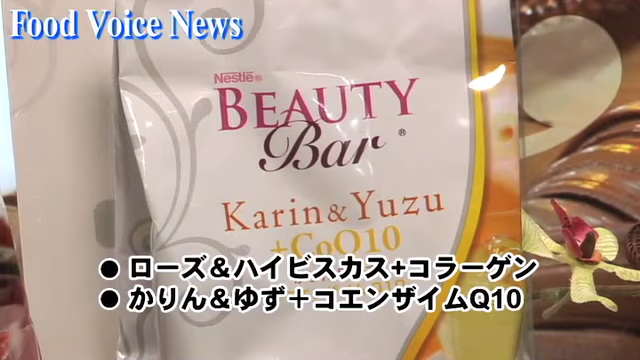 Food Voice News
Nestlé®
BEAUTY
Bar®
Karin & Yuzu
+CoQ10
● ローズ＆ハイビスカス+コラーゲン
● かりん＆ゆず＋コエンザイムQ10